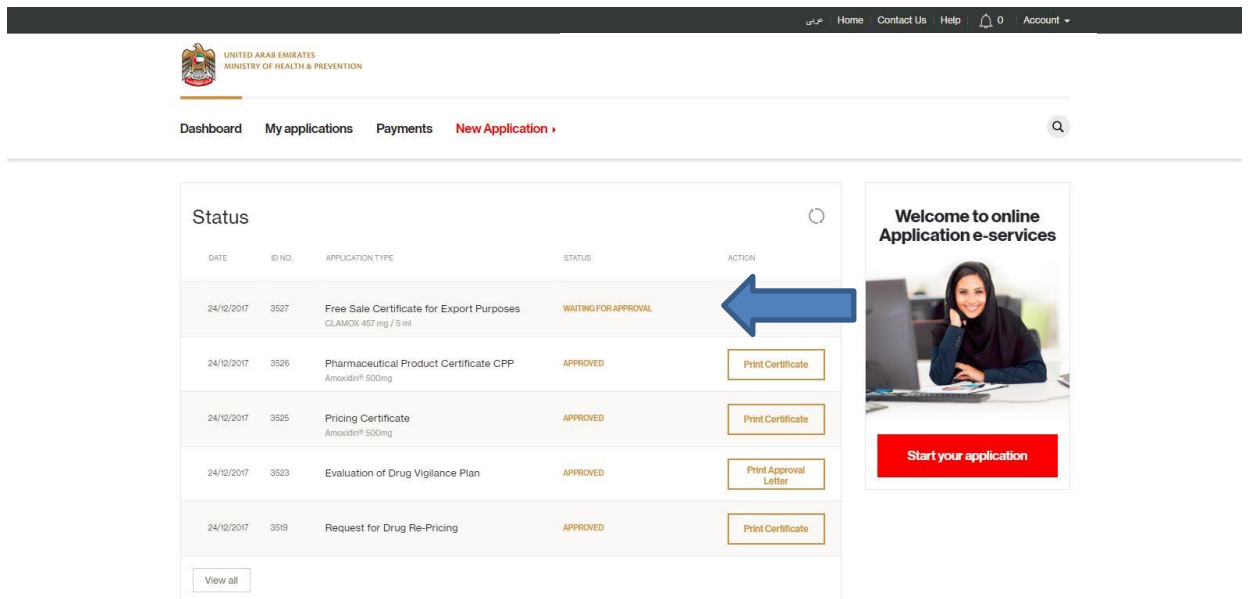 عربي Home Contact Us Help 0 Account
UNITED ARAB EMIRATES
MINISTRY OF HEALTH & PREVENTION
Dashboard My applications Payments New Application
Status
DATE ID NO. APPLICATION TYPE STATUS ACTION
24/12/2017 3527 Free Sale Certificate for Export Purposes WAITING FOR APPROVAL
CLAMOX 457 mg / 5 ml
24/12/2017 3526 Pharmaceutical Product Certificate CPP APPROVED Print Certificate
Amoxidin® 500mg
24/12/2017 3525 Pricing Certificate APPROVED Print Certificate
Amoxidin® 500mg
24/12/2017 3523 Evaluation of Drug Vigilance Plan APPROVED Print Approval
Letter
24/12/2017 3519 Request for Drug Re-Pricing APPROVED Print Certificate
View all
Welcome to online
Application e-services
Start your application